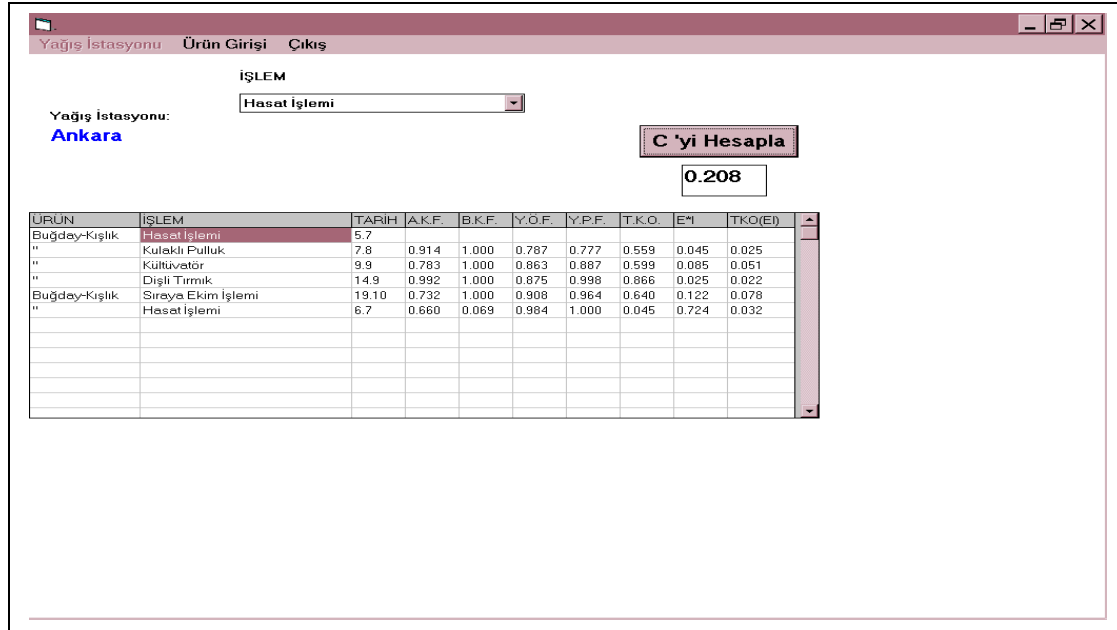 Yağış İstasyonu Ürün Girişi Çıkış
İŞLEM
Hasat İşlemi
Yağış İstasyonu:
Ankara
C 'yi Hesapla
0.208
ÜRÜN İŞLEM TARİH A.K.F. B.K.F. Y.Ö.F. Y.P.F. T.K.O. E*I TKO(EI)
Buğday-Kışlık Hasat İşlemi 5.7
" Kulaklı Pulluk 7.8 0.914 1.000 0.787 0.777 0.559 0.045 0.025
" Kültüvatör 9.9 0.783 1.000 0.863 0.887 0.599 0.085 0.051
" Dişli Tırmık 14.9 0.992 1.000 0.875 0.998 0.866 0.025 0.022
Buğday-Kışlık Sıraya Ekim İşlemi 19.10 0.732 1.000 0.908 0.964 0.640 0.122 0.078
" Hasat İşlemi 6.7 0.660 0.069 0.984 1.000 0.045 0.724 0.032